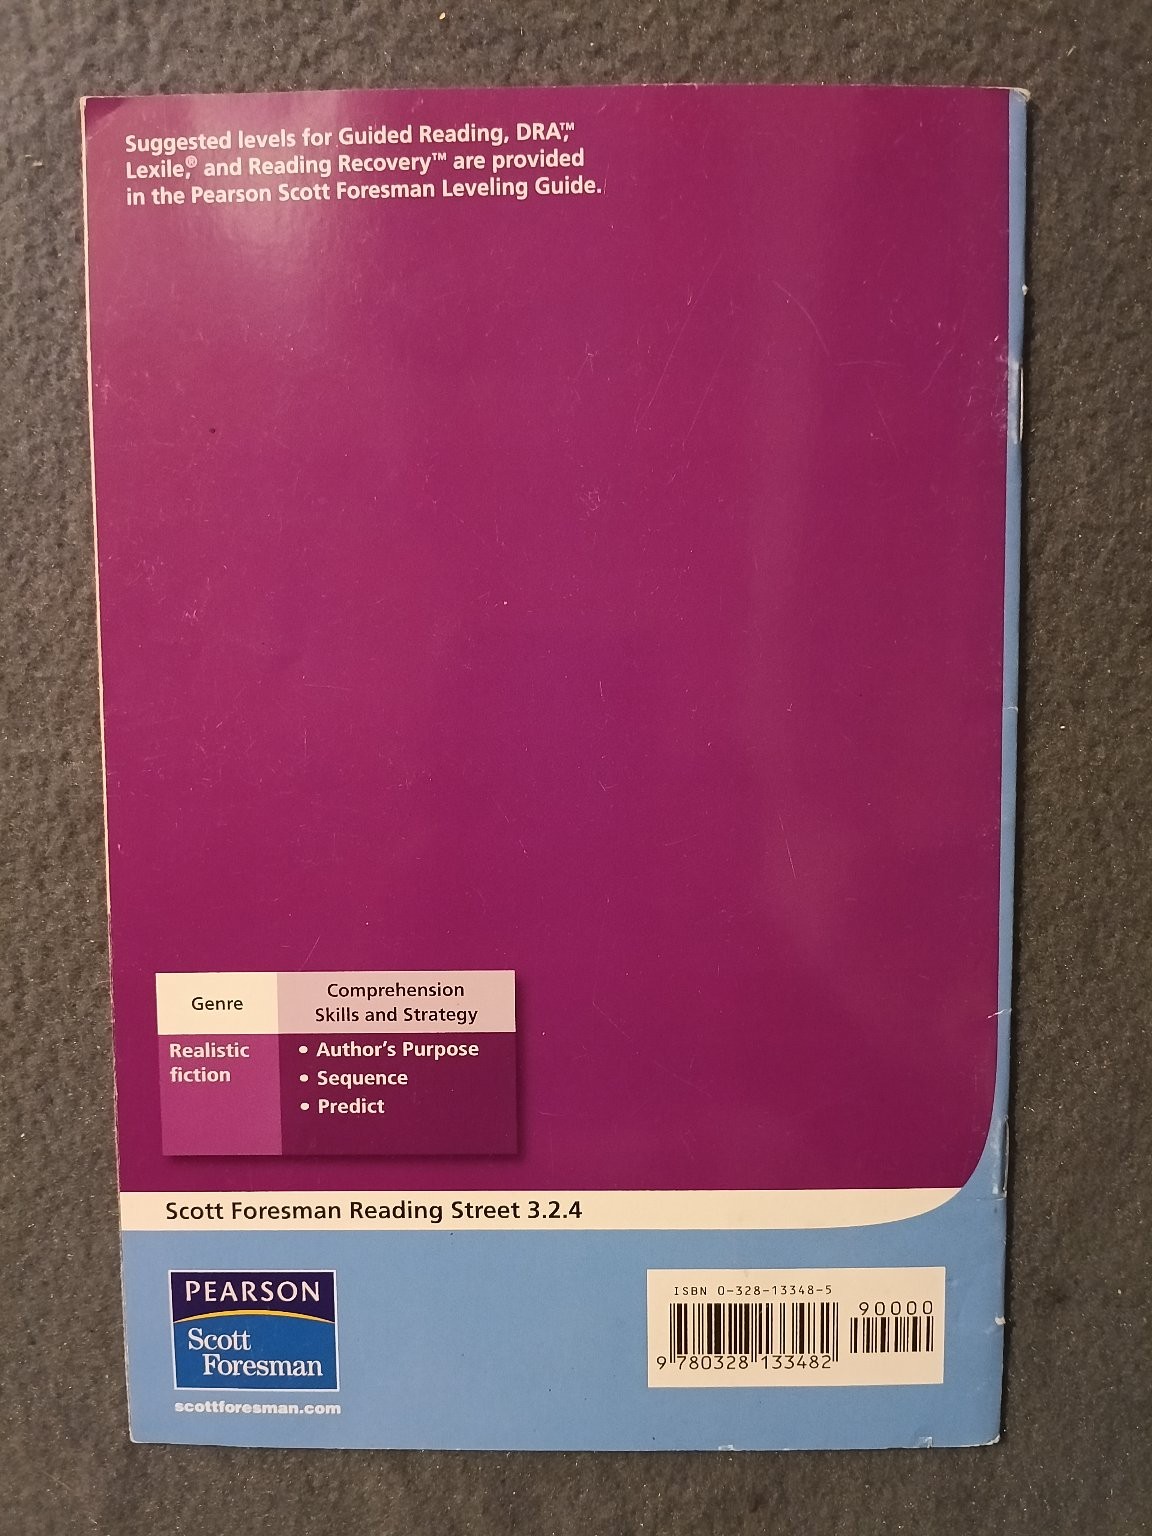 Suggested levels for Guided Reading, DRA,™
Lexile,® and Reading Recovery™ are provided
in the Pearson Scott Foresman Leveling Guide.
Genre
Comprehension
Skills and Strategy
Realistic
fiction
• Author's Purpose
• Sequence
• Predict
Scott Foresman Reading Street 3.2.4
PEARSON
Scott
Foresman
scottforesman.com
ISBN 0-328-13348-5
90000
9 780328 133482